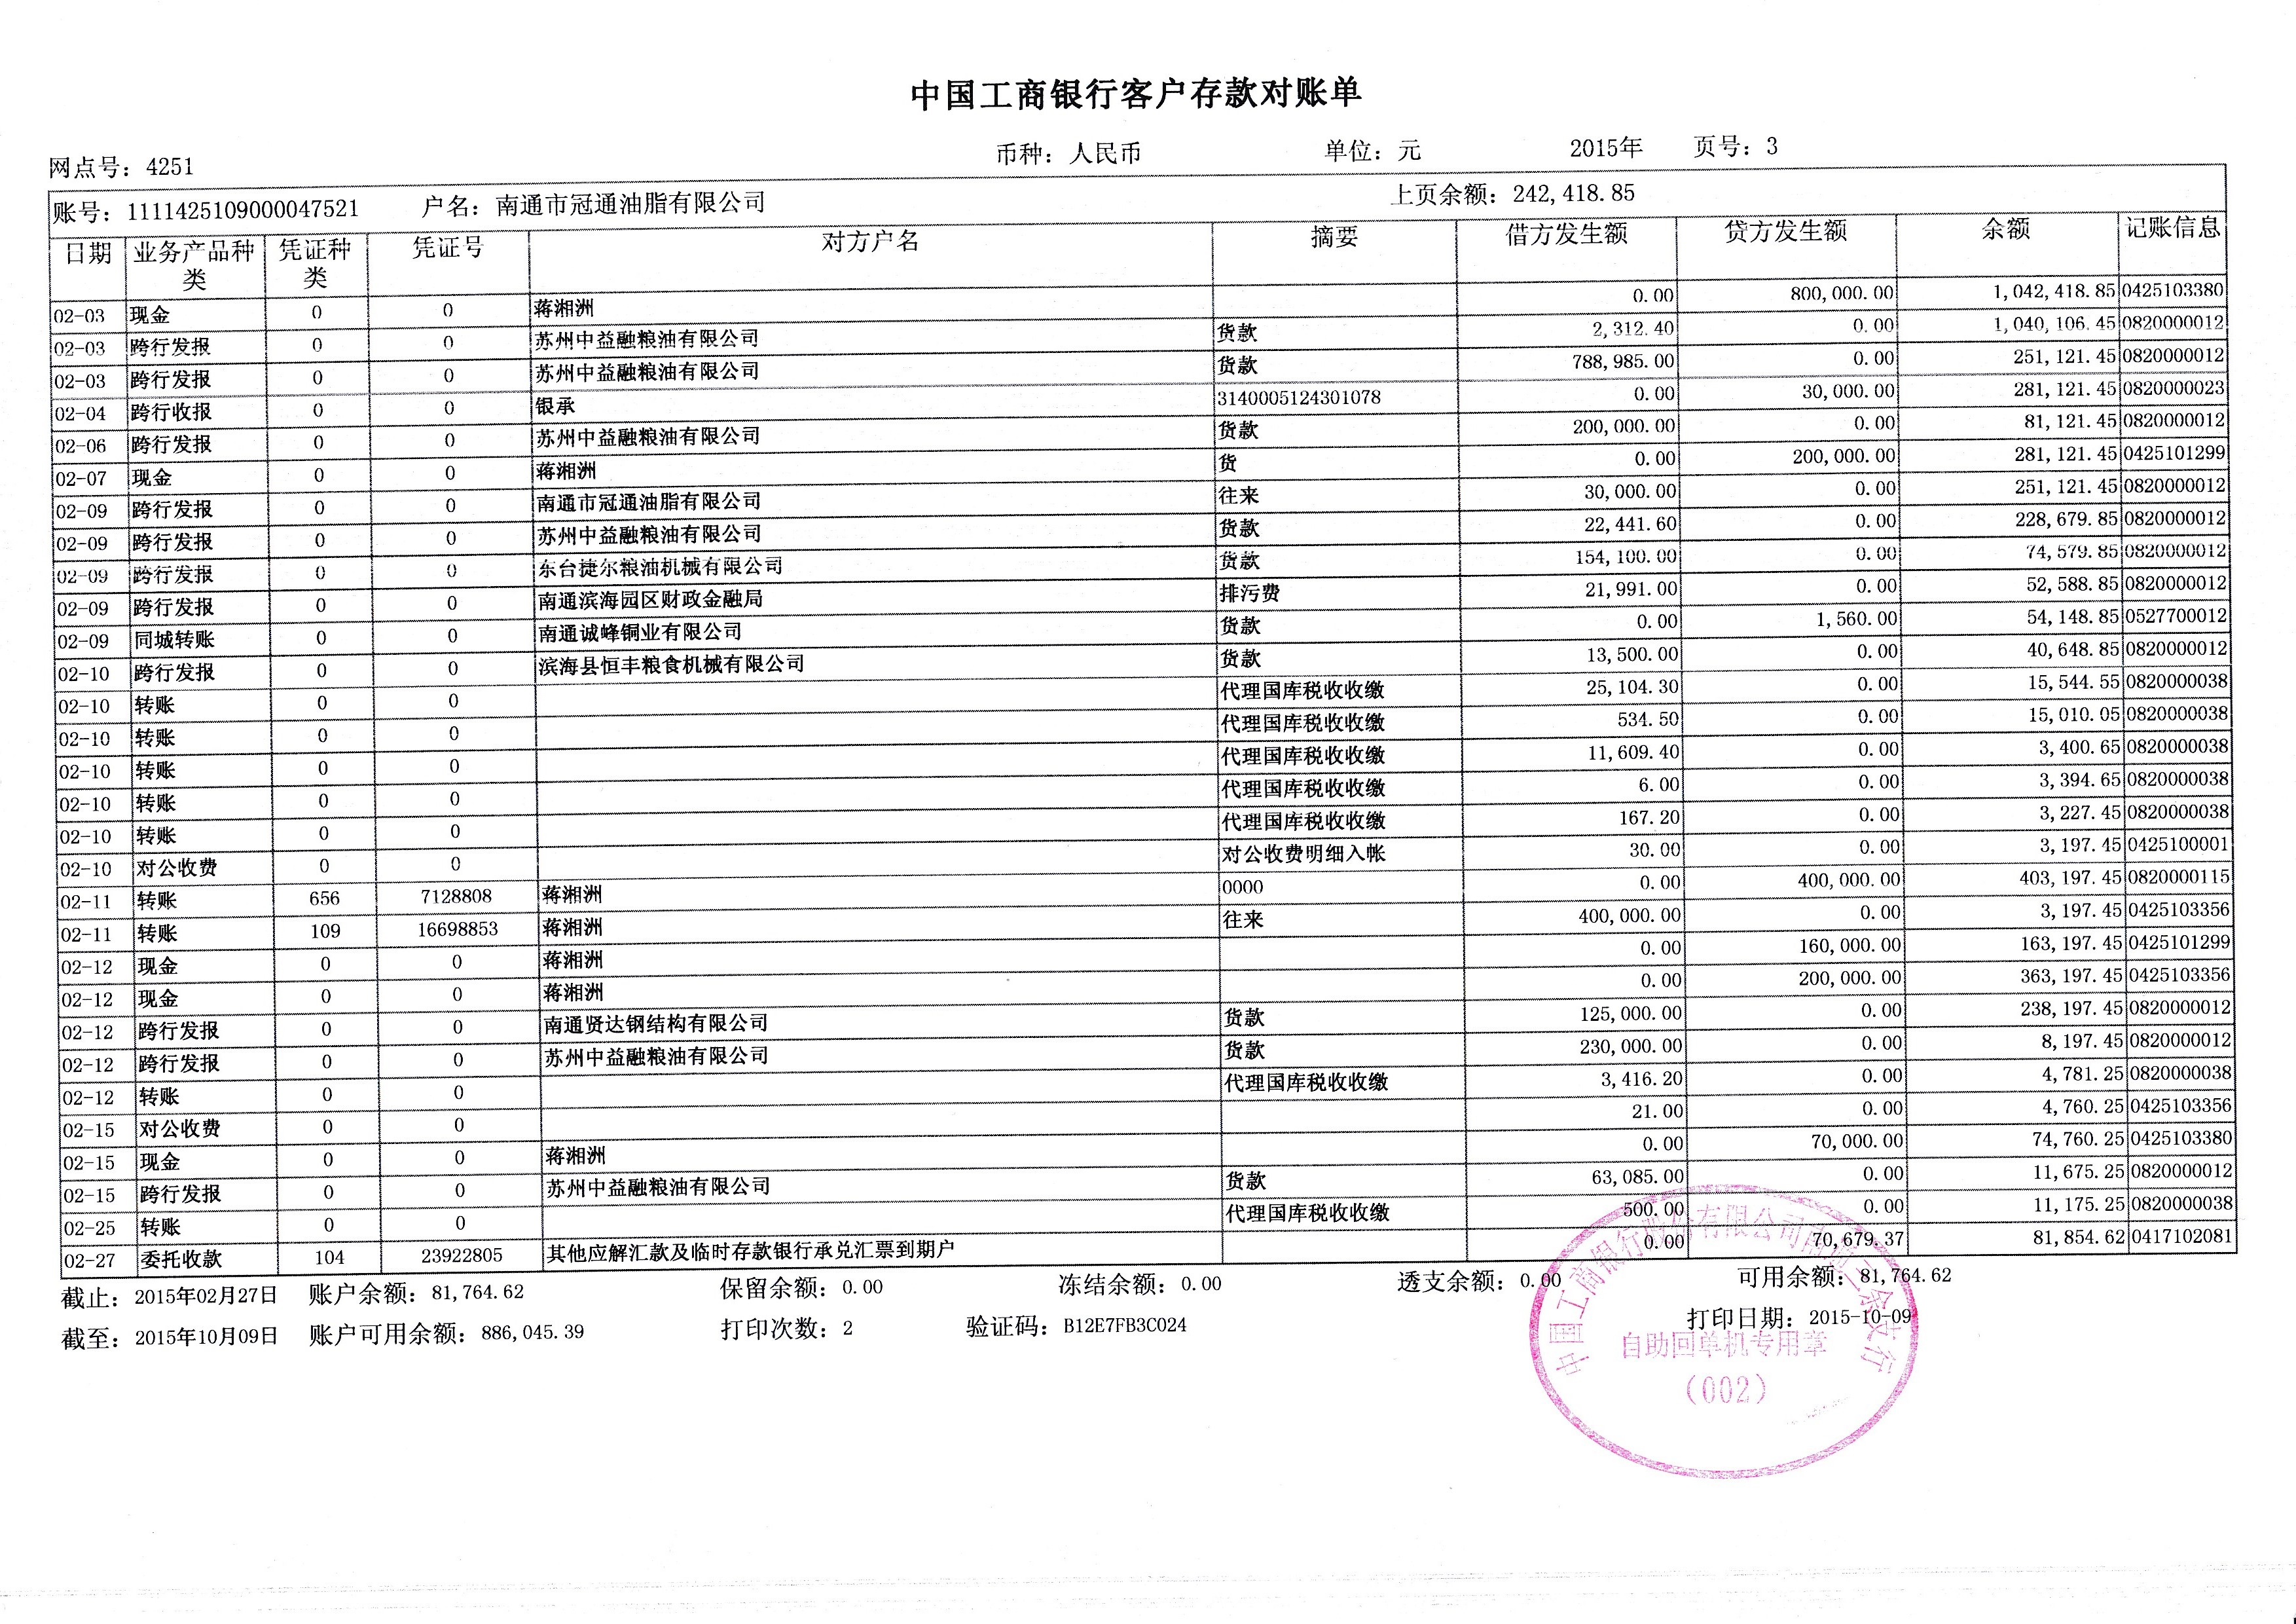 中国工商银行客户存款对账单
网点号：4251 币种：人民币 单位：元 2015年 页号：3
账号：1111425109000047521 户名：南通市冠通油脂有限公司 上页余额：242,418.85
日期 业务产品种类 凭证种类 凭证号 对方户名 摘要 借方发生额 贷方发生额 余额 记账信息
02-03 现金 0 0 蒋湘洲 0.00 800,000.00 1,042,418.85 0425103380
02-03 跨行发报 0 0 苏州中益融粮油有限公司 货款 2,312.40 0.00 1,040,106.45 0820000012
02-03 跨行发报 0 0 苏州中益融粮油有限公司 货款 788,985.00 0.00 251,121.45 0820000012
02-04 跨行收报 0 0 银承 3140005124301078 0.00 30,000.00 281,121.45 0820000023
02-06 跨行发报 0 0 苏州中益融粮油有限公司 货款 200,000.00 0.00 81,121.45 0820000012
02-07 现金 0 0 蒋湘洲 货 0.00 200,000.00 281,121.45 0425101299
02-09 跨行发报 0 0 南通市冠通油脂有限公司 往来 30,000.00 0.00 251,121.45 0820000012
02-09 跨行发报 0 0 苏州中益融粮油有限公司 货款 22,441.60 0.00 228,679.85 0820000012
02-09 跨行发报 0 0 东台捷尔粮油机械有限公司 货款 154,100.00 0.00 74,579.85 0820000012
02-09 跨行发报 0 0 南通滨海园区财政金融局 排污费 21,991.00 0.00 52,588.85 0820000012
02-09 同城转账 0 0 南通诚峰铜业有限公司 货款 0.00 1,560.00 54,148.85 0527700012
02-10 跨行发报 0 0 滨海县恒丰粮食机械有限公司 货款 13,500.00 0.00 40,648.85 0820000012
02-10 转账 0 0 代理国库税收收缴 25,104.30 0.00 15,544.55 0820000038
02-10 转账 0 0 代理国库税收收缴 534.50 0.00 15,010.05 0820000038
02-10 转账 0 0 代理国库税收收缴 11,609.40 0.00 3,400.65 0820000038
02-10 转账 0 0 代理国库税收收缴 6.00 0.00 3,394.65 0820000038
02-10 转账 0 0 代理国库税收收缴 167.20 0.00 3,227.45 0820000038
02-10 对公收费 0 0 对公收费明细入帐 30.00 0.00 3,197.45 0425100001
02-11 转账 656 7128808 蒋湘洲 0000 0.00 400,000.00 403,197.45 0820000115
02-11 转账 109 16698853 蒋湘洲 往来 400,000.00 0.00 3,197.45 0425103356
02-12 现金 0 0 蒋湘洲 0.00 160,000.00 163,197.45 0425101299
02-12 现金 0 0 蒋湘洲 0.00 200,000.00 363,197.45 0425103356
02-12 跨行发报 0 0 南通贤达钢结构有限公司 货款 125,000.00 0.00 238,197.45 0820000012
02-12 跨行发报 0 0 苏州中益融粮油有限公司 货款 230,000.00 0.00 8,197.45 0820000012
02-12 转账 0 0 代理国库税收收缴 3,416.20 0.00 4,781.25 0820000038
02-15 对公收费 0 0 21.00 0.00 4,760.25 0425103356
02-15 现金 0 0 蒋湘洲 0.00 70,000.00 74,760.25 0425103380
02-15 跨行发报 0 0 苏州中益融粮油有限公司 货款 63,085.00 0.00 11,675.25 0820000012
02-25 转账 0 0 代理国库税收收缴 500.00 0.00 11,175.25 0820000038
02-27 委托收款 104 23922805 其他应解汇款及临时存款银行承兑汇票到期户 0.00 70,679.37 81,854.62 0417102081
截止：2015年02月27日 账户余额：81,764.62 保留余额：0.00 冻结余额：0.00 透支余额：0.00 可用余额：81,764.62
截至：2015年10月09日 账户可用余额：886,045.39 打印次数：2 验证码：B12E7FB3C024 打印日期：2015-10-09
中国工商银行股份有限公司南通三余支行
自助回单机专用章
(002)